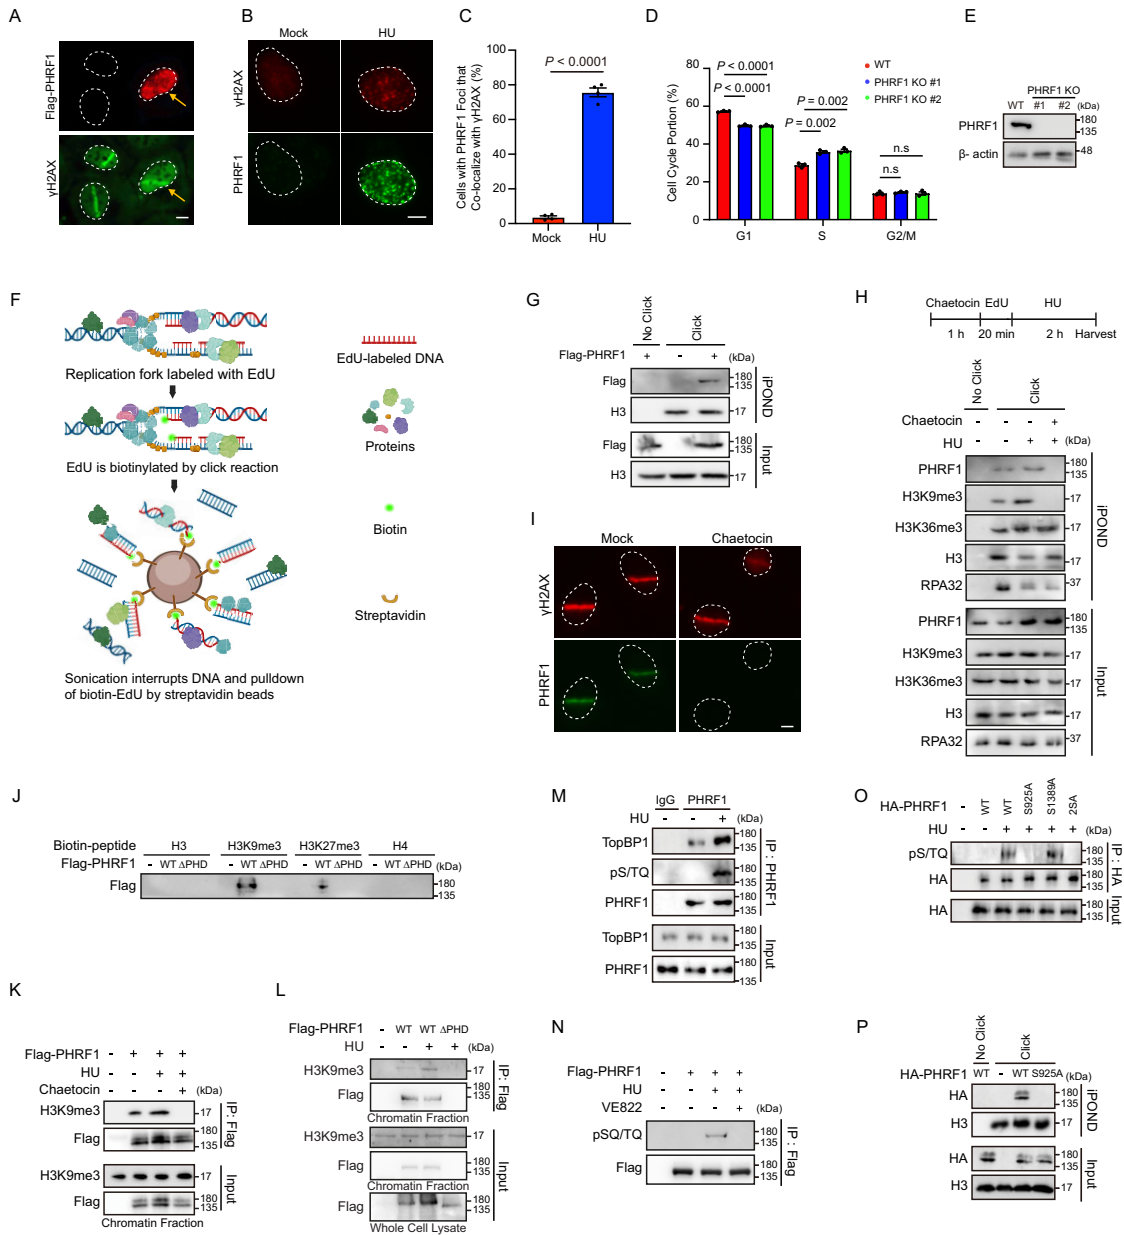 A
Flag-PHRF1
γH2AX
B
Mock
HU
γH2AX
PHRF1
C
Cells with PHRF1 Foci that
Co-localize with γH2AX (%)
P < 0.0001
100
80
60
40
20
0
Mock
HU
D
Cell Cycle Portion (%)
80
60
40
20
0
P < 0.0001
P < 0.0001
P = 0.002
P = 0.002
n.s
n.s
G1
S
G2/M
WT
PHRF1 KO #1
PHRF1 KO #2
E
PHRF1 KO
WT #1 #2 (kDa)
PHRF1
180
135
β- actin
48
F
Replication fork labeled with EdU
EdU is biotinylated by click reaction
Sonication interrupts DNA and pulldown
of biotin-EdU by streptavidin beads
EdU-labeled DNA
Proteins
Biotin
Streptavidin
G
No Click
Click
Flag-PHRF1 + - + (kDa)
Flag
180
135
H3
17
iPOND
Flag
180
135
H3
17
Input
H
Chaetocin EdU HU
1 h 20 min 2 h Harvest
No Click
Click
Chaetocin - - - +
HU - - + + (kDa)
PHRF1
180
135
H3K9me3
17
H3K36me3
H3
17
RPA32
37
iPOND
PHRF1
180
135
H3K9me3
17
H3K36me3
H3
17
RPA32
37
Input
I
Mock
Chaetocin
γH2AX
PHRF1
J
Biotin-peptide H3 H3K9me3 H3K27me3 H4
Flag-PHRF1 - WT ΔPHD - WT ΔPHD - WT ΔPHD - WT ΔPHD (kDa)
Flag
180
135
K
Flag-PHRF1 - + + +
HU - - + +
Chaetocin - - - + (kDa)
H3K9me3
17
Flag
180
135
IP: Flag
H3K9me3
17
Flag
180
135
Input
Chromatin Fraction
L
Flag-PHRF1 - WT WT ΔPHD
HU - - + + (kDa)
H3K9me3
17
Flag
180
135
IP: Flag
Chromatin Fraction
H3K9me3
17
Flag
180
135
Chromatin Fraction
Flag
180
135
Input
Whole Cell Lysate
M
IgG PHRF1
HU - - + (kDa)
TopBP1
180
135
pS/TQ
180
135
PHRF1
180
135
IP : PHRF1
TopBP1
180
135
PHRF1
180
135
Input
N
Flag-PHRF1 - + + +
HU - - + +
VE822 - - - + (kDa)
pSQ/TQ
180
135
Flag
180
135
IP : Flag
O
HA-PHRF1 - WT WT S925A S1389A 2SA
HU - - + + + + (kDa)
pS/TQ
180
135
HA
180
135
IP : HA
HA
180
135
Input
P
No Click
Click
HA-PHRF1 WT - WT S925A (kDa)
HA
180
135
H3
17
iPOND
HA
180
135
H3
17
Input